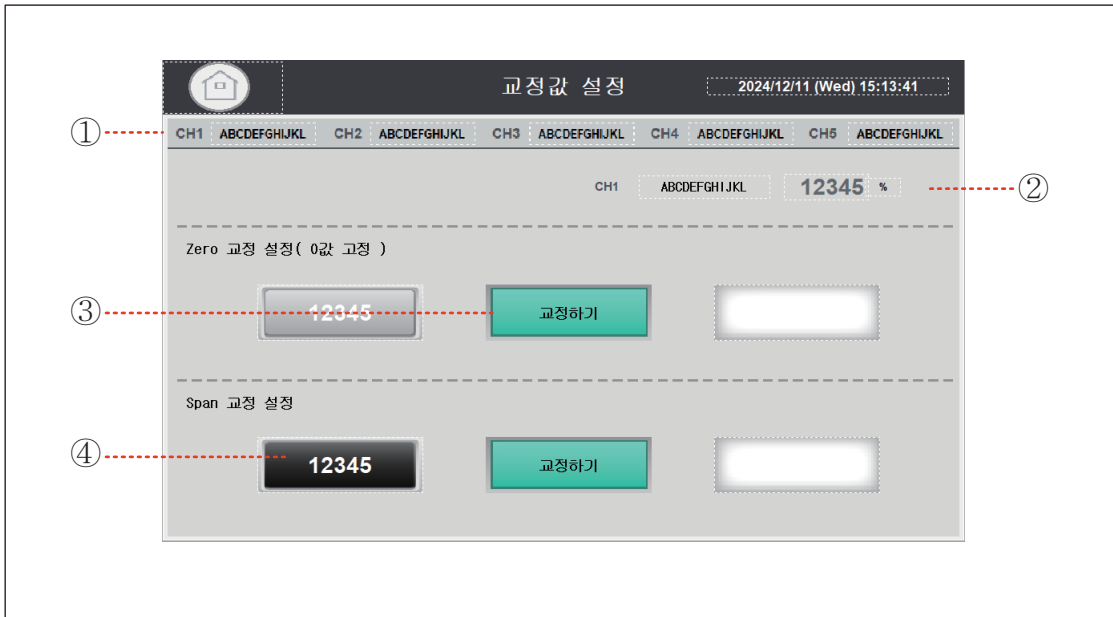 교정값 설정 2024/12/11 (Wed) 15:13:41
① CH1 ABCDEFGHIJKL CH2 ABCDEFGHIJKL CH3 ABCDEFGHIJKL CH4 ABCDEFGHIJKL CH5 ABCDEFGHIJKL
CH1 ABCDEFGHIJKL 12345 % ②
Zero 교정 설정( 0값 고정 )
③ 12345 교정하기
Span 교정 설정
④ 12345 교정하기